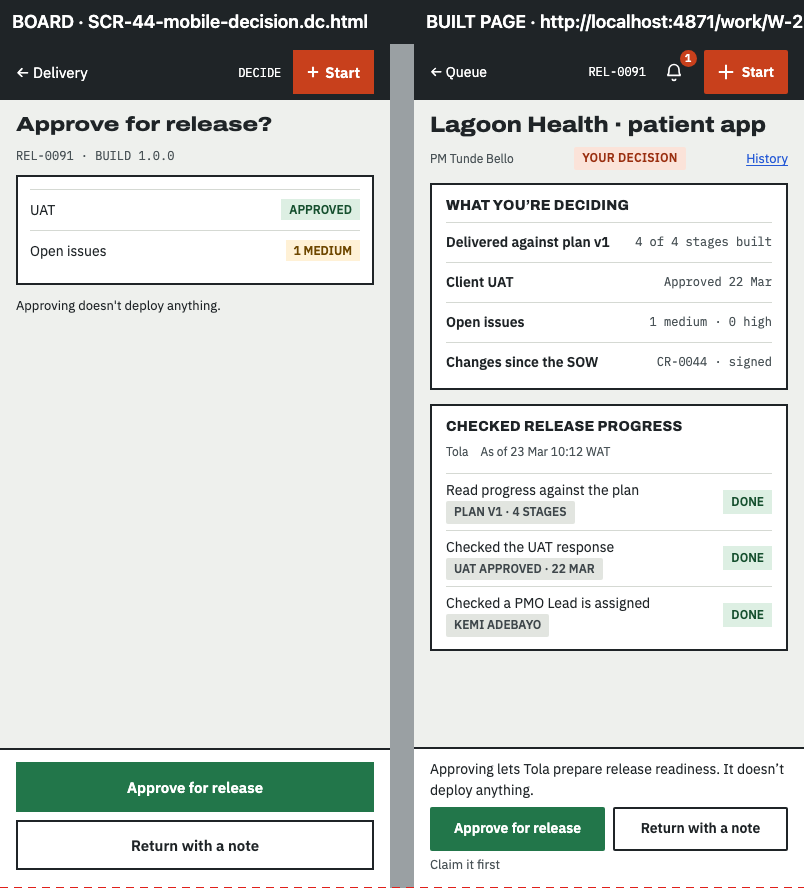 BOARD · SCR-44-mobile-decision.dc.html
← Delivery
DECIDE
+ Start
Approve for release?
REL-0091 · BUILD 1.0.0
UAT
APPROVED
Open issues
1 MEDIUM
Approving doesn't deploy anything.
Approve for release
Return with a note
BUILT PAGE · http://localhost:4871/work/W-2
← Queue
REL-0091
1
+ Start
Lagoon Health · patient app
PM Tunde Bello
YOUR DECISION
History
WHAT YOU’RE DECIDING
Delivered against plan v1
4 of 4 stages built
Client UAT
Approved 22 Mar
Open issues
1 medium · 0 high
Changes since the SOW
CR-0044 · signed
CHECKED RELEASE PROGRESS
Tola As of 23 Mar 10:12 WAT
Read progress against the plan
PLAN V1 · 4 STAGES
DONE
Checked the UAT response
UAT APPROVED · 22 MAR
DONE
Checked a PMO Lead is assigned
KEMI ADEBAYO
DONE
Approving lets Tola prepare release readiness. It doesn’t
deploy anything.
Approve for release
Return with a note
Claim it first